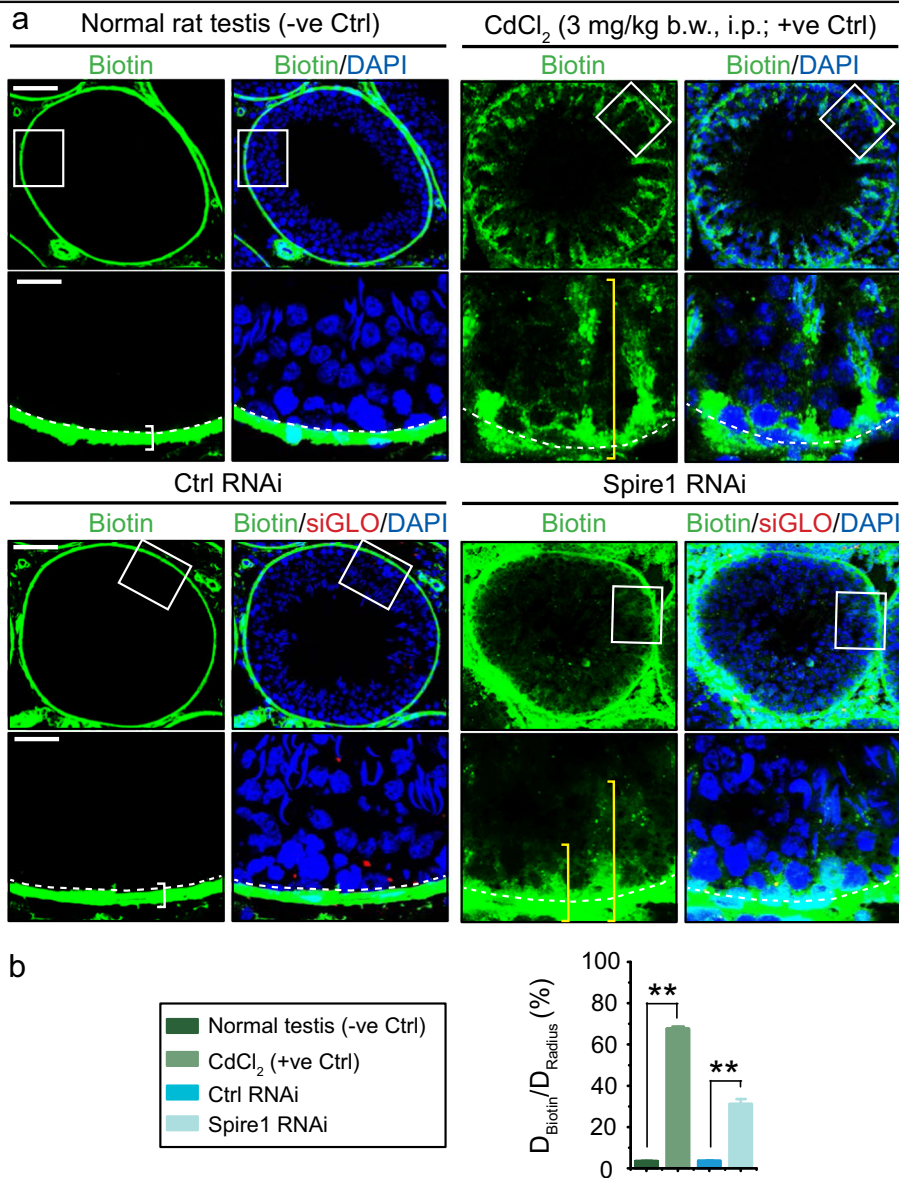 a
Normal rat testis (-ve Ctrl)
CdCl2 (3 mg/kg b.w., i.p.; +ve Ctrl)
Biotin
Biotin/DAPI
Biotin
Biotin/DAPI
Ctrl RNAi
Spire1 RNAi
Biotin
Biotin/siGLO/DAPI
Biotin
Biotin/siGLO/DAPI
b
Normal testis (-ve Ctrl)
CdCl2 (+ve Ctrl)
Ctrl RNAi
Spire1 RNAi
DBiotin/DRadius (%)
100
80
60
40
20
0
**
**